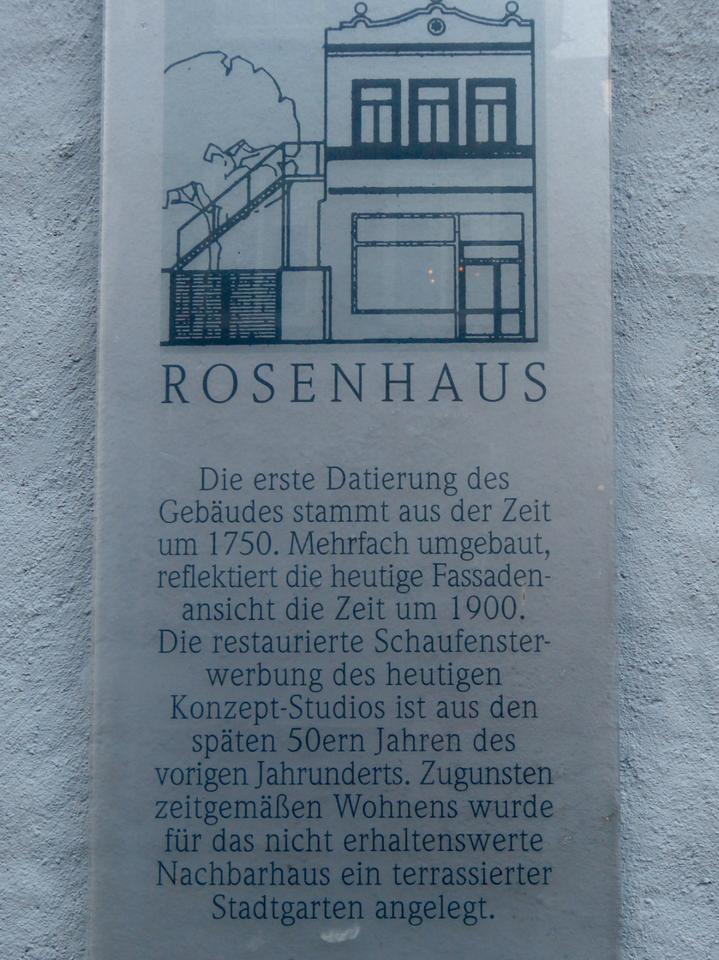 ROSENHAUS
Die erste Datierung des
Gebäudes stammt aus der Zeit
um 1750. Mehrfach umgebaut,
reflektiert die heutige Fassaden-
ansicht die Zeit um 1900.
Die restaurierte Schaufenster-
werbung des heutigen
Konzept-Studios ist aus den
späten 50ern Jahren des
vorigen Jahrunderts. Zugunsten
zeitgemäßen Wohnens wurde
für das nicht erhaltenswerte
Nachbarhaus ein terrassierter
Stadtgarten angelegt.